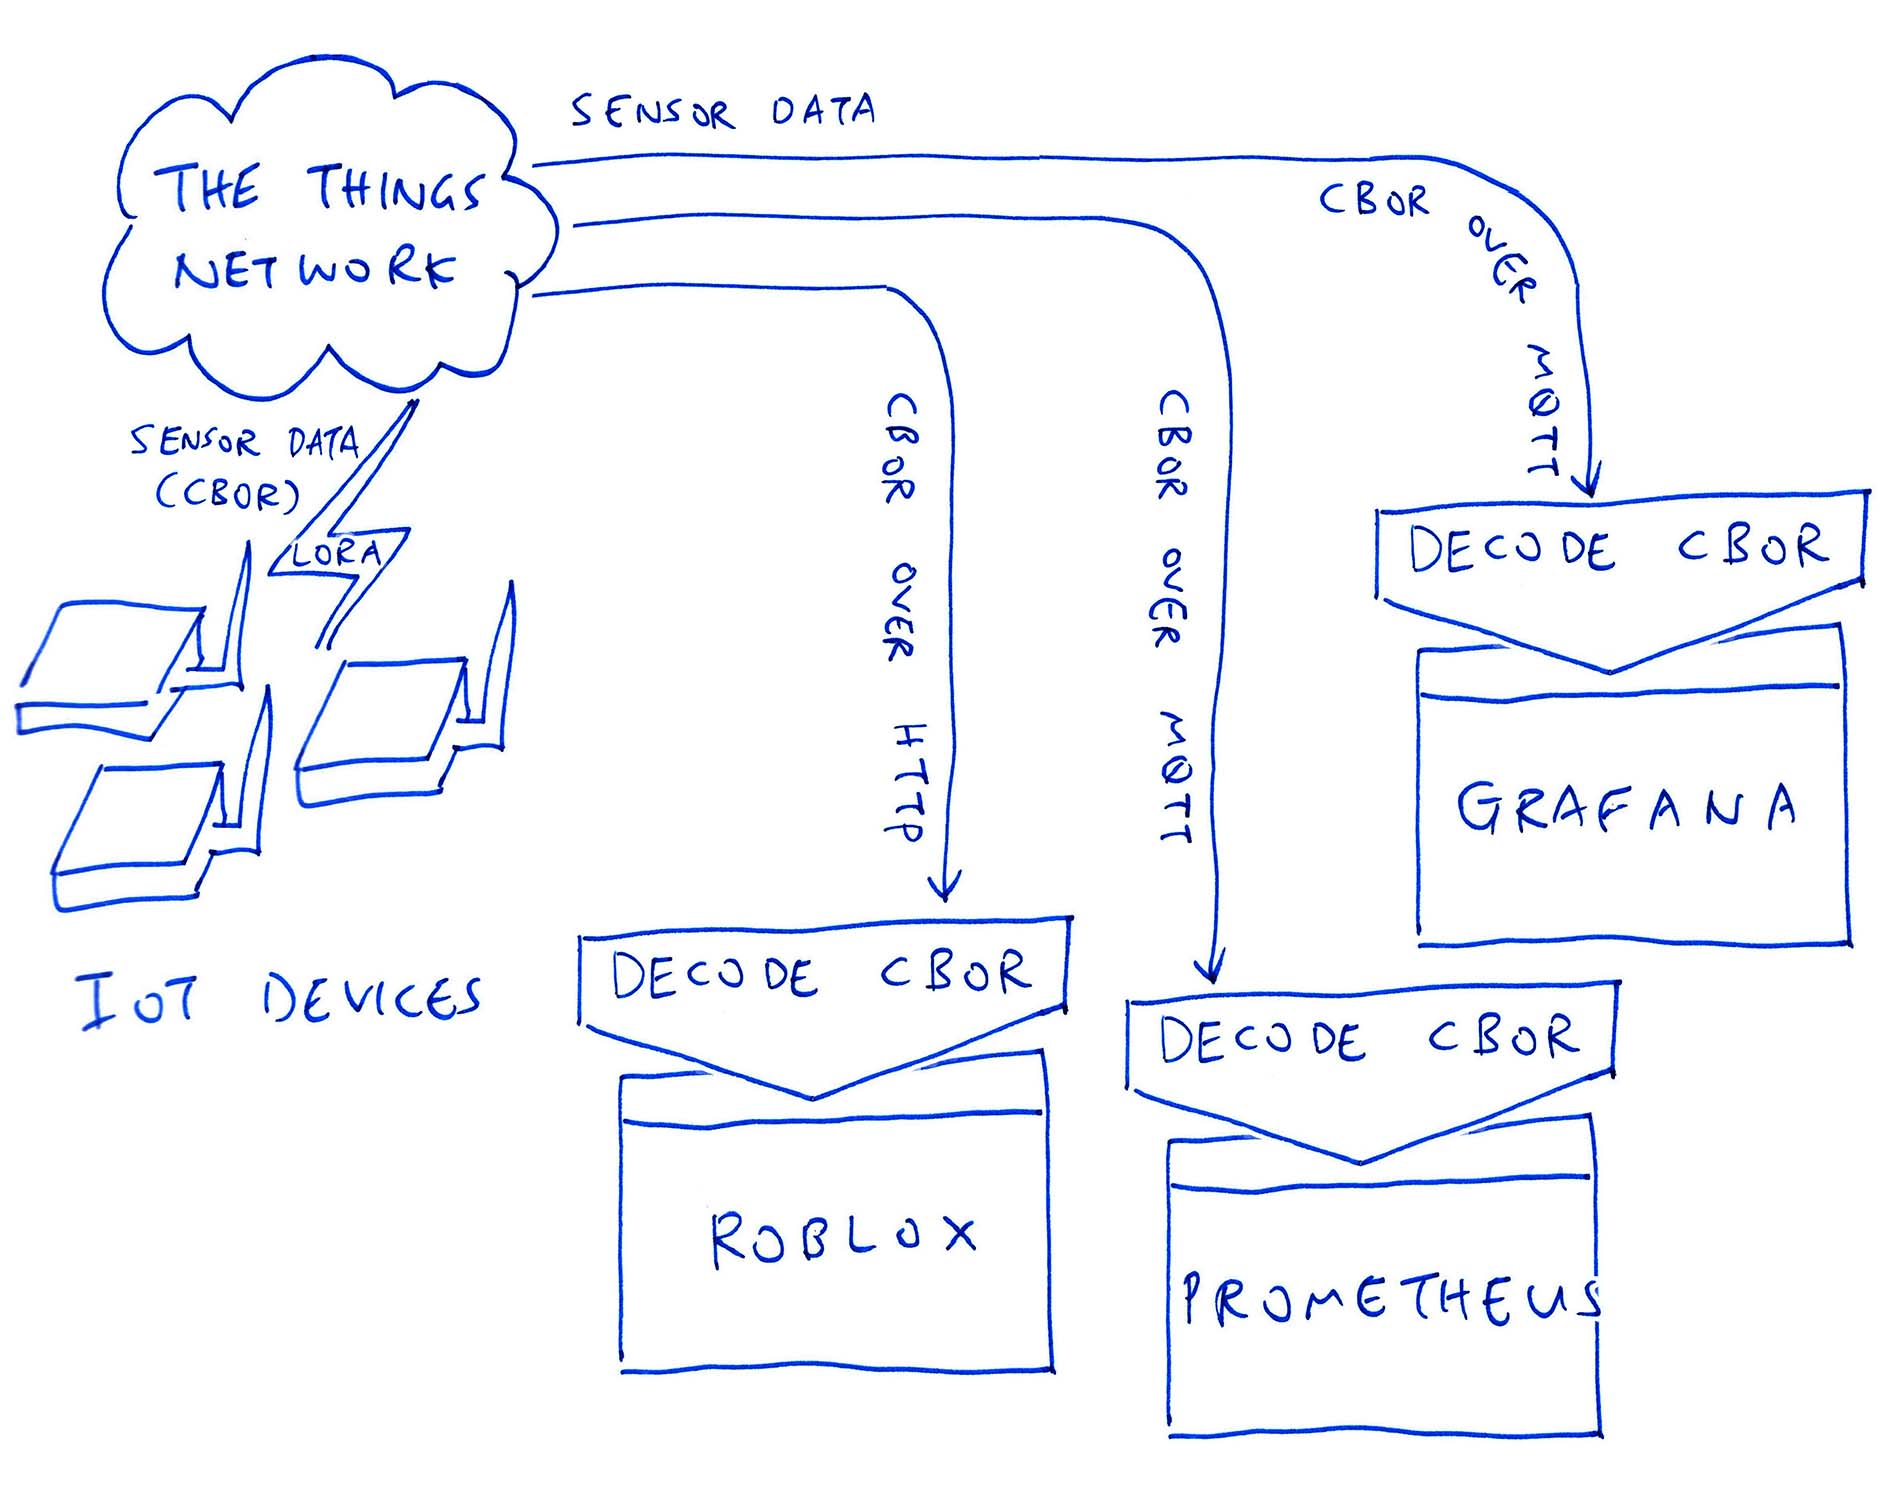 SENSOR DATA
THE THINGS
NETWORK
CBOR OVER MQTT
SENSOR DATA
(CBOR)
LORA
CBOR OVER HTTP
CBOR OVER MQTT
DECODE CBOR
GRAFANA
IOT DEVICES
DECODE CBOR
ROBLOX
DECODE CBOR
PROMETHEUS